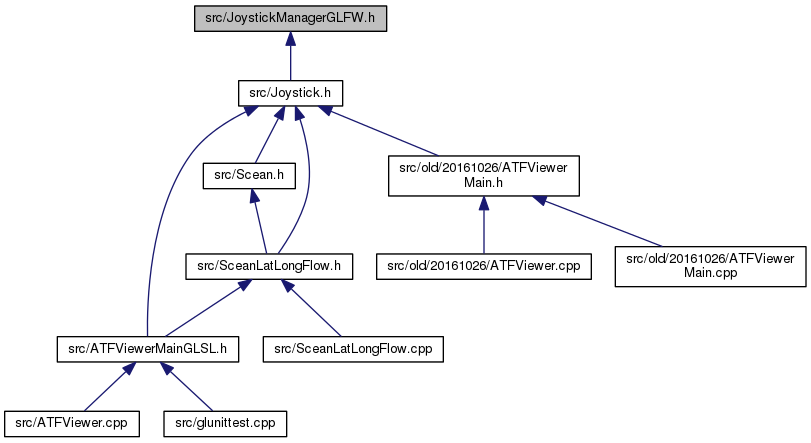 src/JoystickManagerGLFW.h
src/Joystick.h
src/Scean.h
src/old/20161026/ATFViewer
Main.h
src/SceanLatLongFlow.h
src/old/20161026/ATFViewer.cpp
src/old/20161026/ATFViewer
Main.cpp
src/ATFViewerMainGLSL.h
src/SceanLatLongFlow.cpp
src/ATFViewer.cpp
src/glunittest.cpp